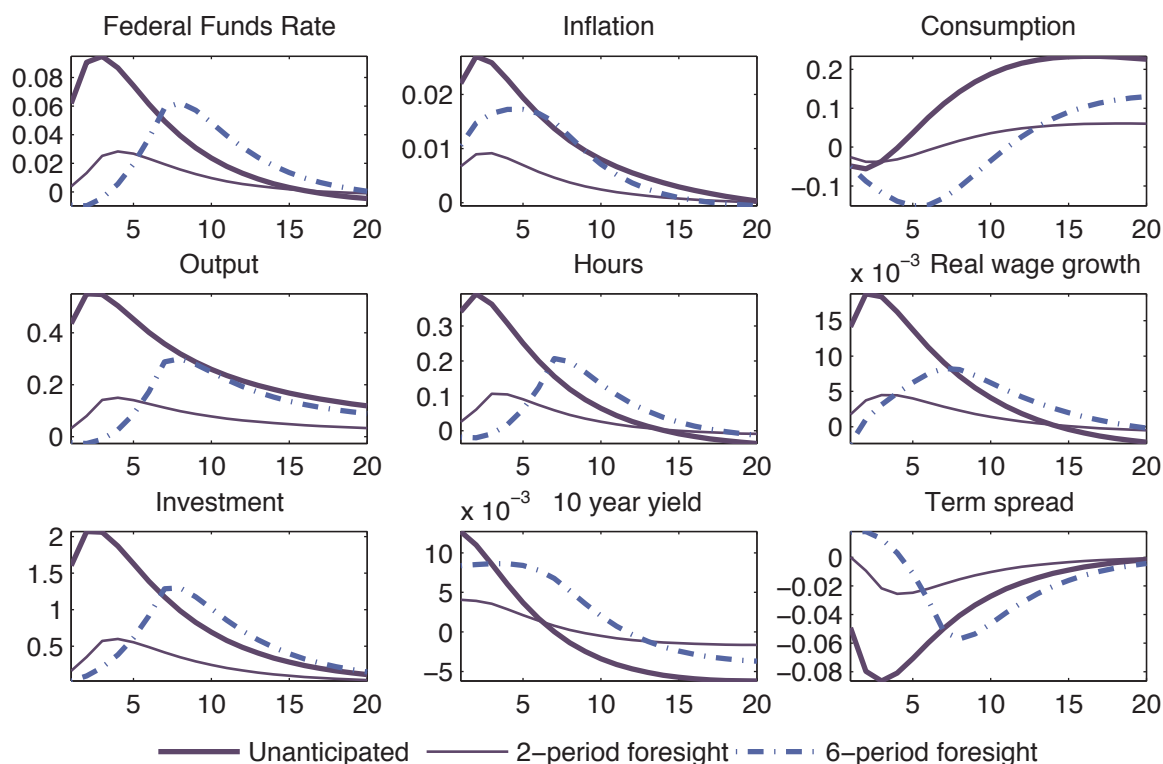 Federal Funds Rate Inflation Consumption
0.08
0.06
0.04
0.02
0
5 10 15 20
0.02
0.01
0
5 10 15 20
0.2
0.1
0
−0.1
5 10 15 20
Output Hours x 10⁻³ Real wage growth
0.4
0.2
0
5 10 15 20
0.3
0.2
0.1
0
5 10 15 20
15
10
5
0
5 10 15 20
Investment x 10⁻³ 10 year yield Term spread
2
1.5
1
0.5
5 10 15 20
10
5
0
−5
5 10 15 20
0
−0.02
−0.04
−0.06
−0.08
5 10 15 20
Unanticipated 2−period foresight 6−period foresight